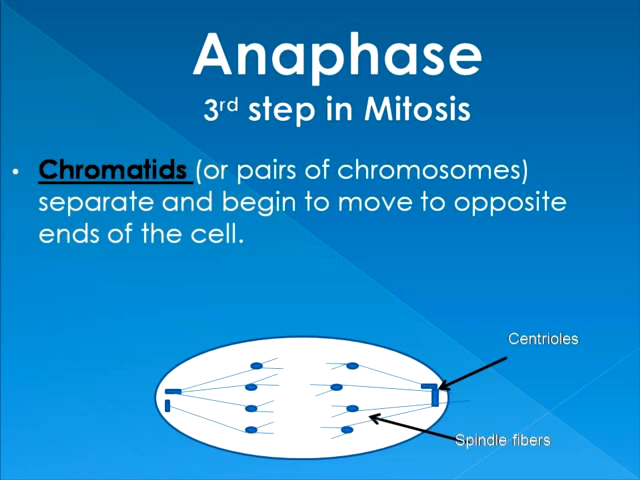 Anaphase
3rd step in Mitosis
• Chromatids (or pairs of chromosomes)
separate and begin to move to opposite
ends of the cell.
Centrioles
Spindle fibers